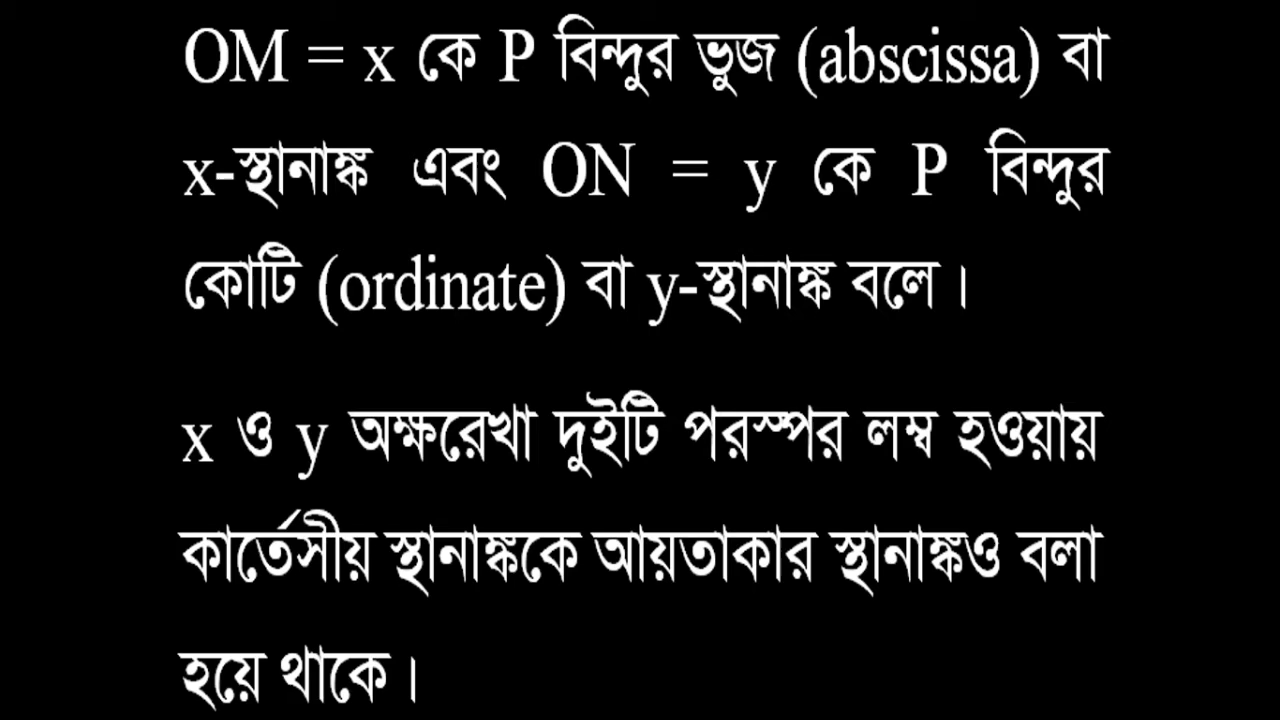 OM = x কে P বিন্দুর ভুজ (abscissa) বা
x-স্থানাঙ্ক এবং ON = y কে P বিন্দুর
কোটি (ordinate) বা y-স্থানাঙ্ক বলে।
x ও y অক্ষরেখা দুইটি পরস্পর লম্ব হওয়ায়
কার্তেসীয় স্থানাঙ্ককে আয়তাকার স্থানাঙ্কও বলা
হয়ে থাকে।